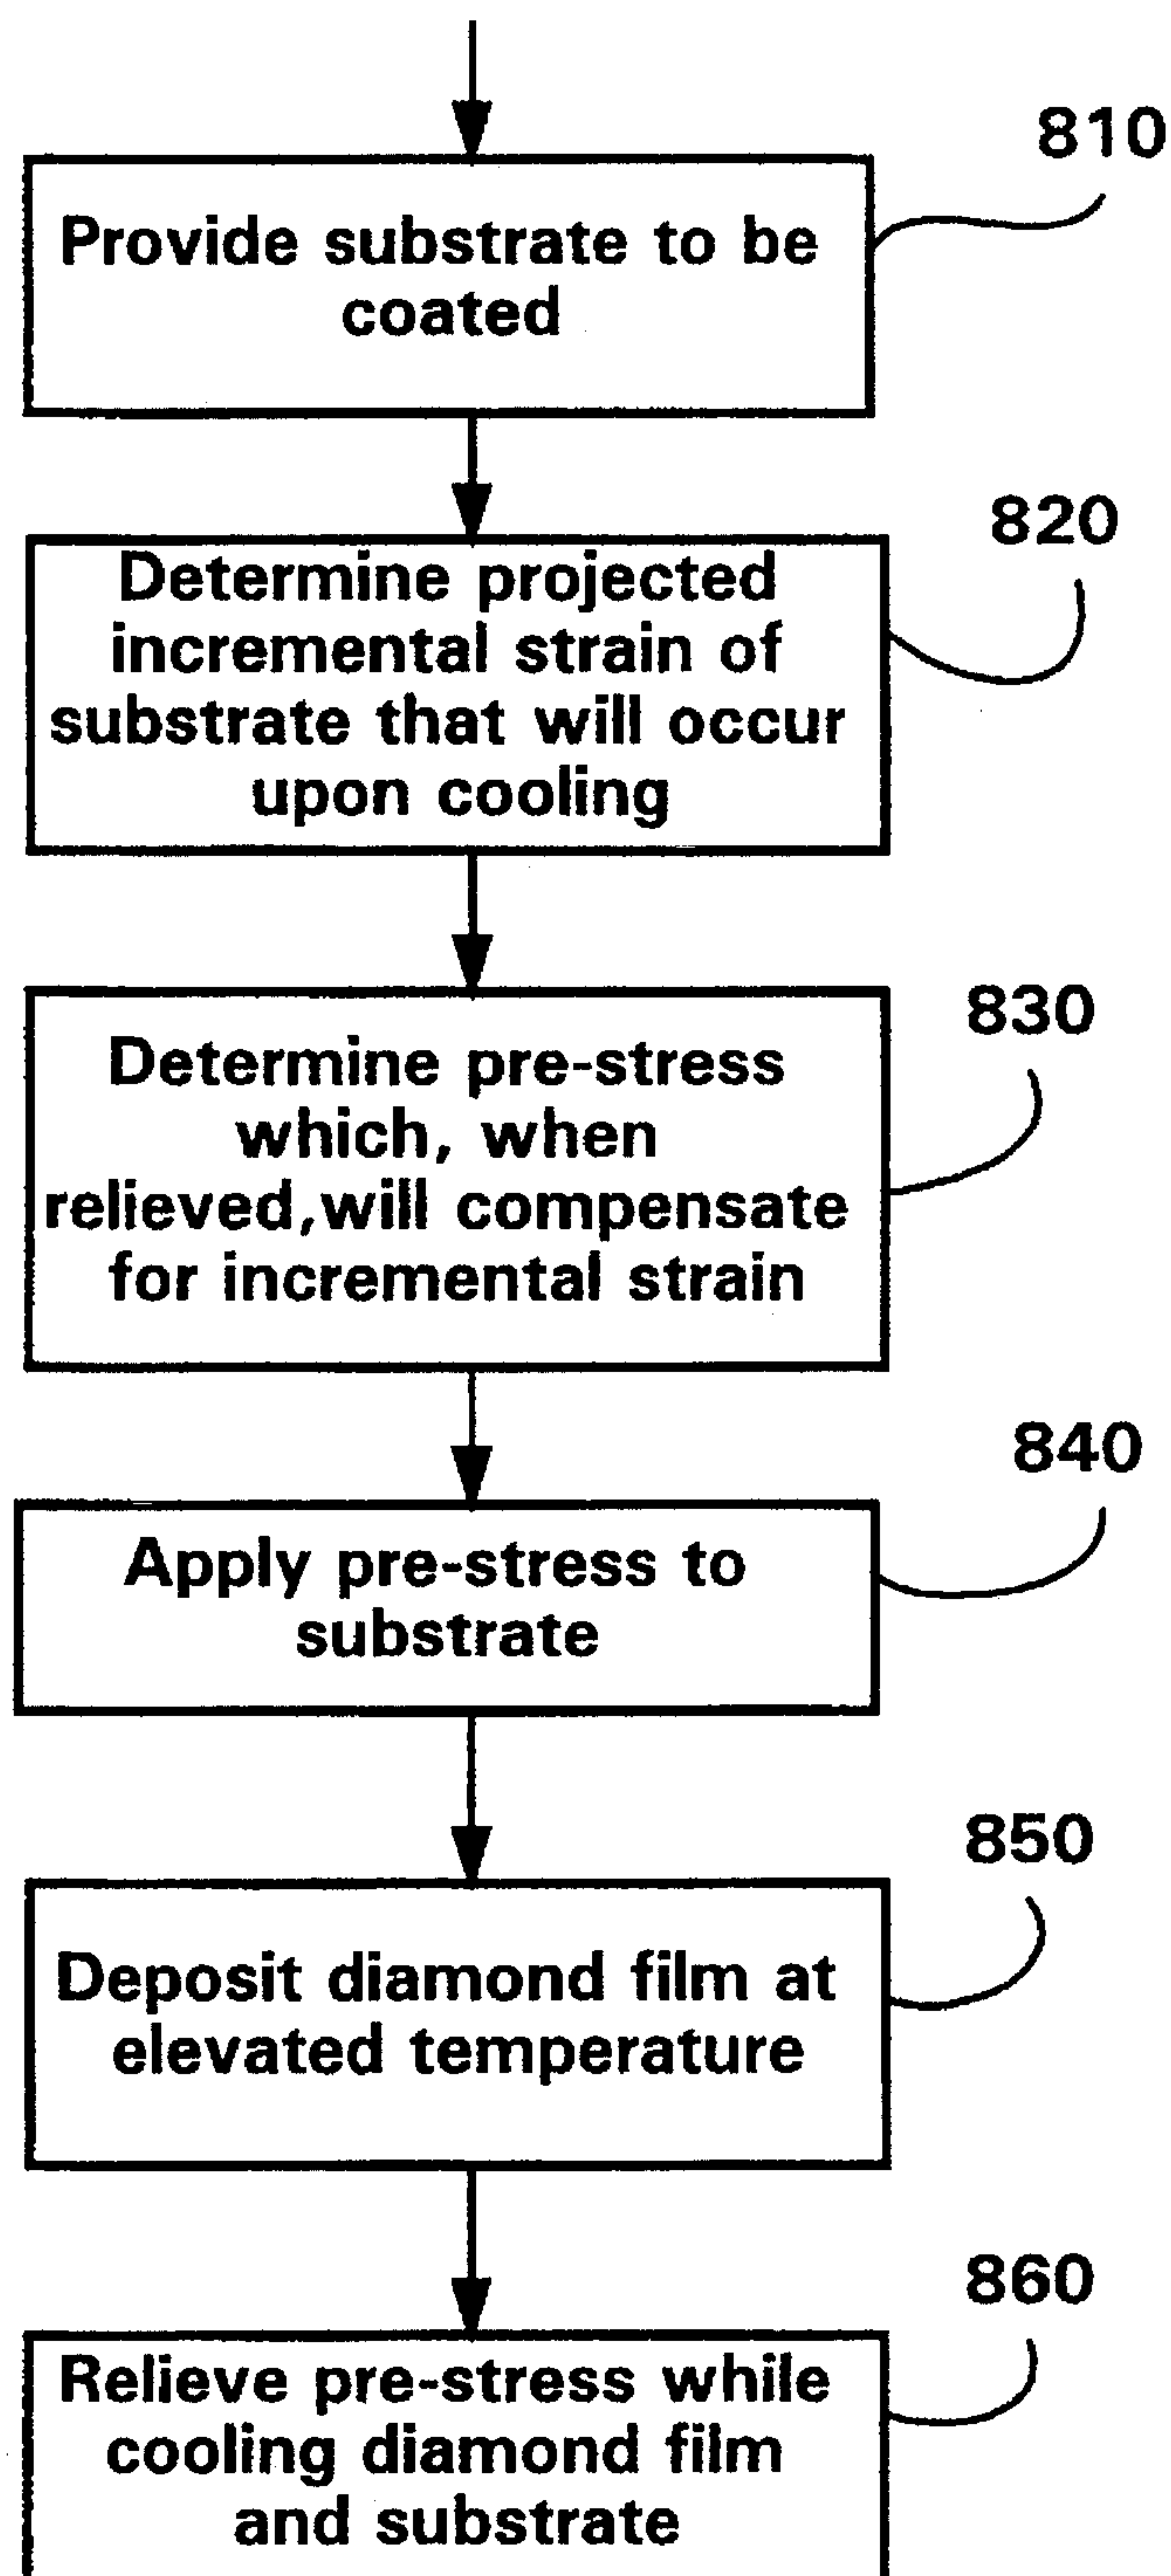 810
Provide substrate to be
coated
820
Determine projected
incremental strain of
substrate that will occur
upon cooling
830
Determine pre-stress
which, when
relieved,will compensate
for incremental strain
840
Apply pre-stress to
substrate
850
Deposit diamond film at
elevated temperature
860
Relieve pre-stress while
cooling diamond film
and substrate